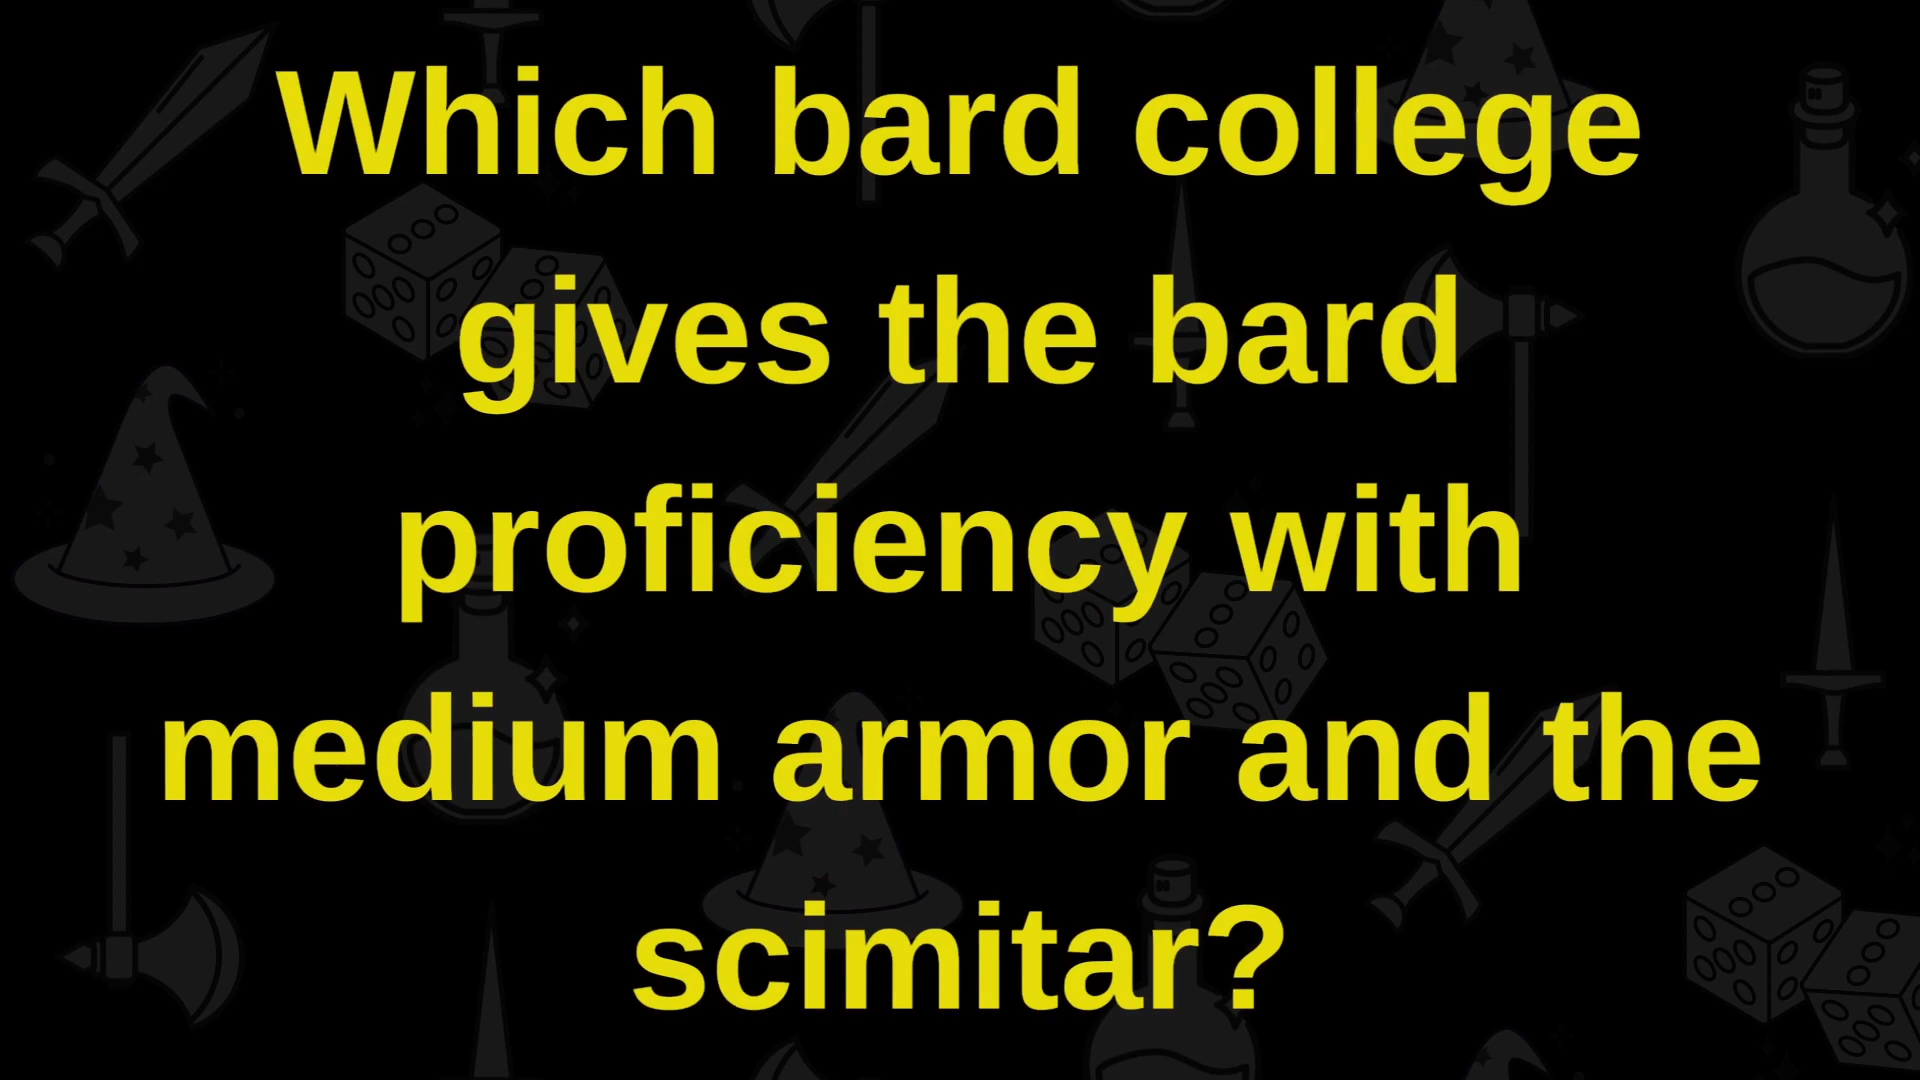 Which bard college
gives the bard
proficiency with
medium armor and the
scimitar?